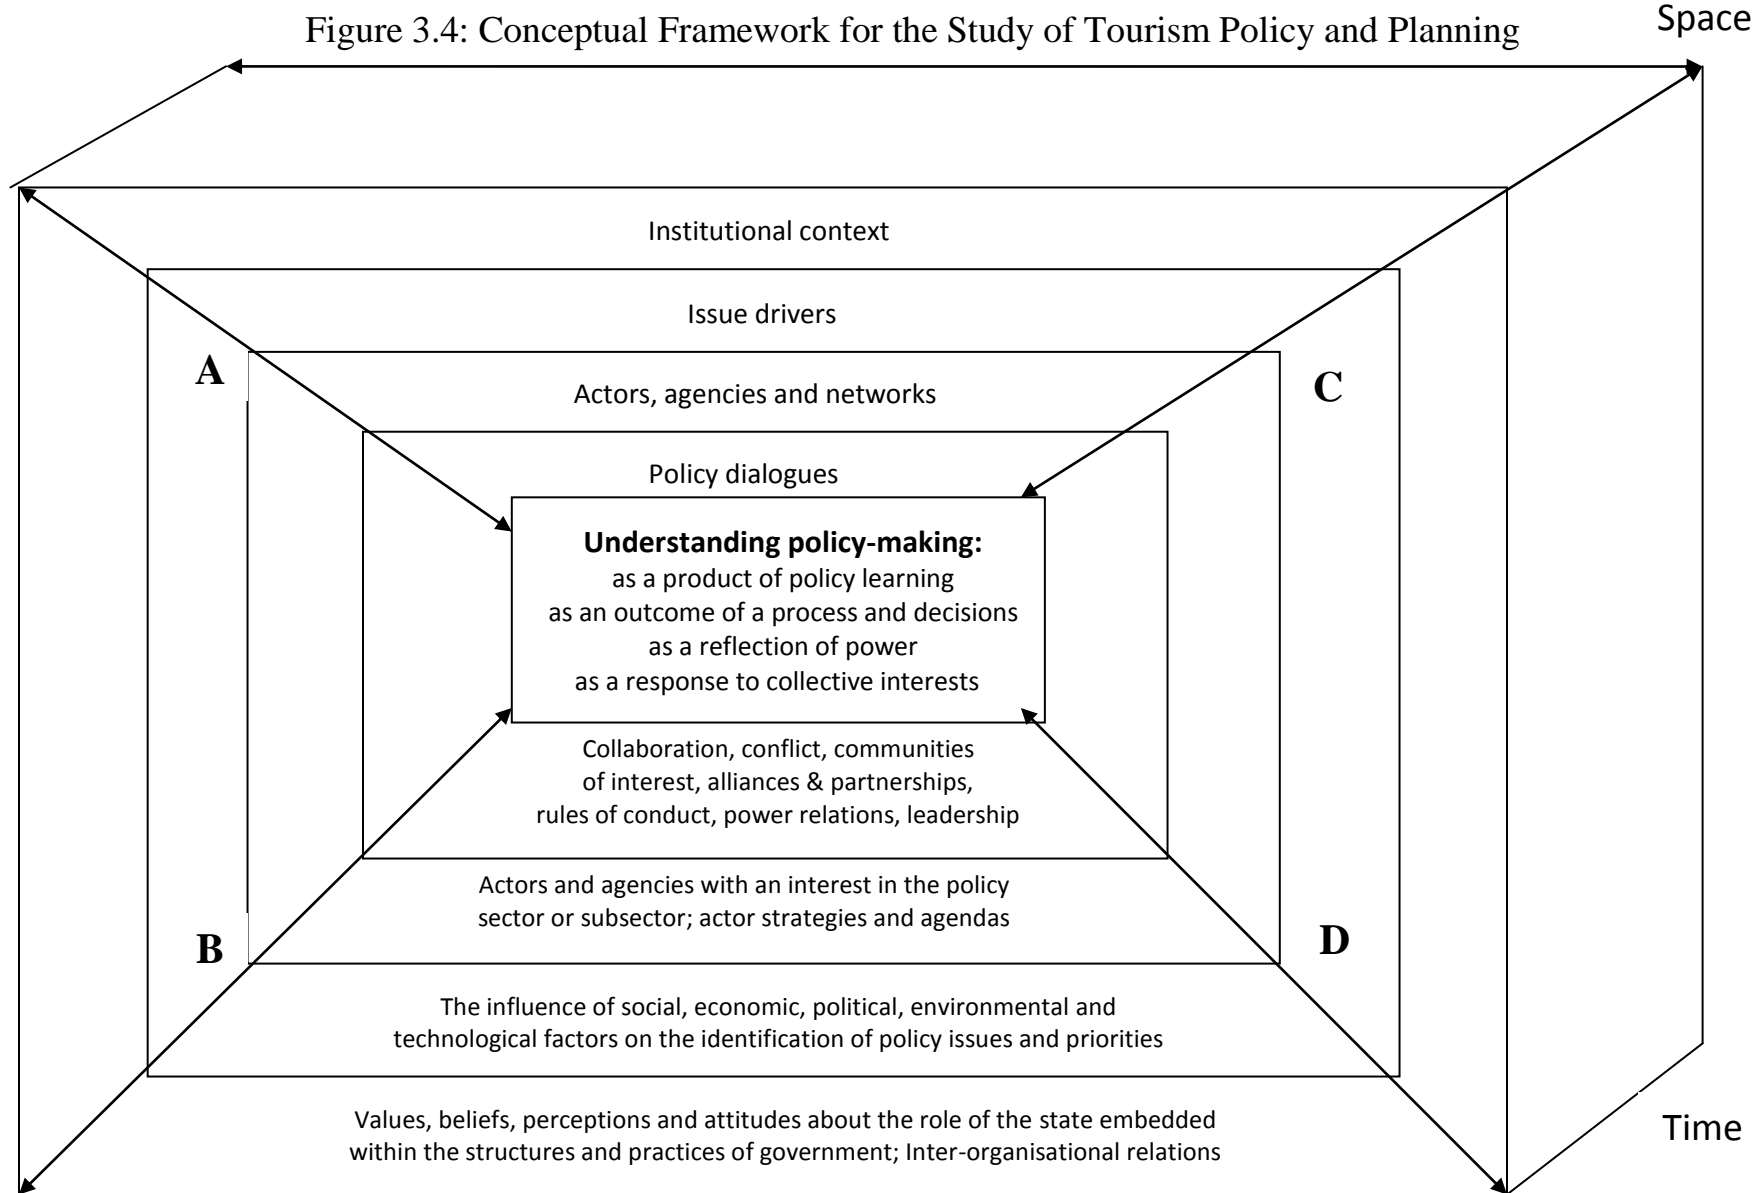 Figure 3.4: Conceptual Framework for the Study of Tourism Policy and Planning
Space
Institutional context
Issue drivers
A
C
Actors, agencies and networks
Policy dialogues
Understanding policy-making:
as a product of policy learning
as an outcome of a process and decisions
as a reflection of power
as a response to collective interests
Collaboration, conflict, communities
of interest, alliances & partnerships,
rules of conduct, power relations, leadership
Actors and agencies with an interest in the policy
sector or subsector; actor strategies and agendas
B
D
The influence of social, economic, political, environmental and
technological factors on the identification of policy issues and priorities
Values, beliefs, perceptions and attitudes about the role of the state embedded
within the structures and practices of government; Inter-organisational relations
Time